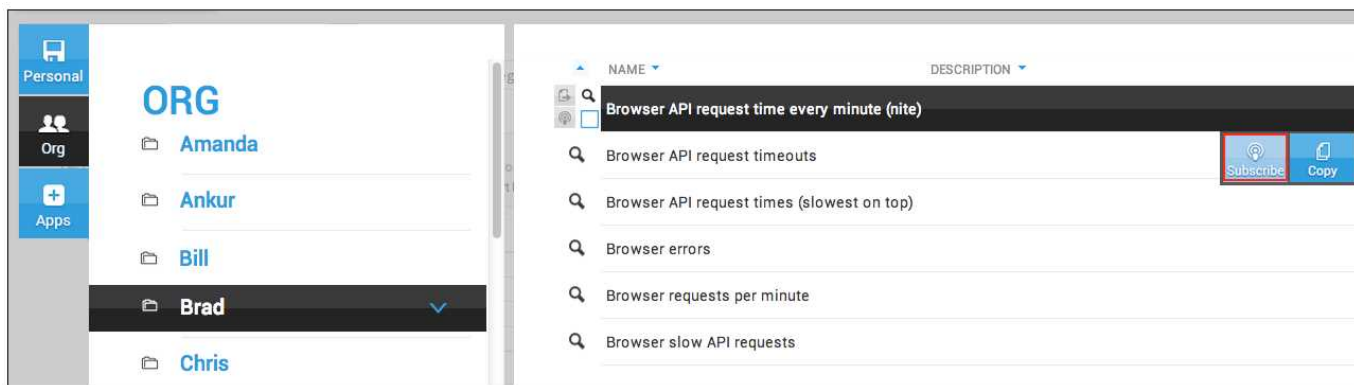 Personal
Org
Apps
ORG
Amanda
Ankur
Bill
Brad
Chris
NAME
DESCRIPTION
Browser API request time every minute (nite)
Browser API request timeouts
Subscribe
Copy
Browser API request times (slowest on top)
Browser errors
Browser requests per minute
Browser slow API requests